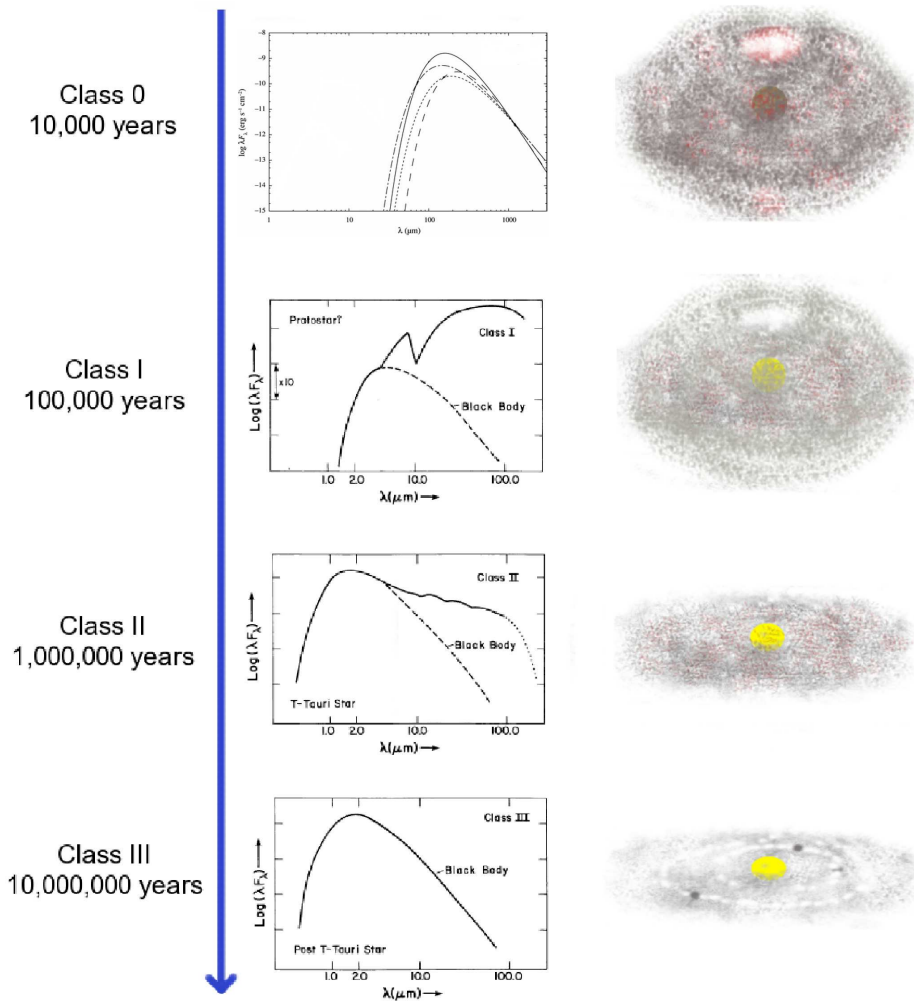 Class 0
10,000 years
log λFλ (erg s⁻¹ cm⁻²)
-8
-9
-10
-11
-12
-13
-14
-15
1 10 100 1000
λ (μm)
Class I
100,000 years
Protostar?
Class I
x10
Black Body
Log (λFλ)
1.0 2.0 10.0 100.0
λ(μm)
Class II
1,000,000 years
Class II
Black Body
T-Tauri Star
Log (λFλ)
1.0 2.0 10.0 100.0
λ(μm)
Class III
10,000,000 years
Class III
Black Body
Post T-Tauri Star
Log (λFλ)
1.0 2.0 10.0 100.0
λ(μm)